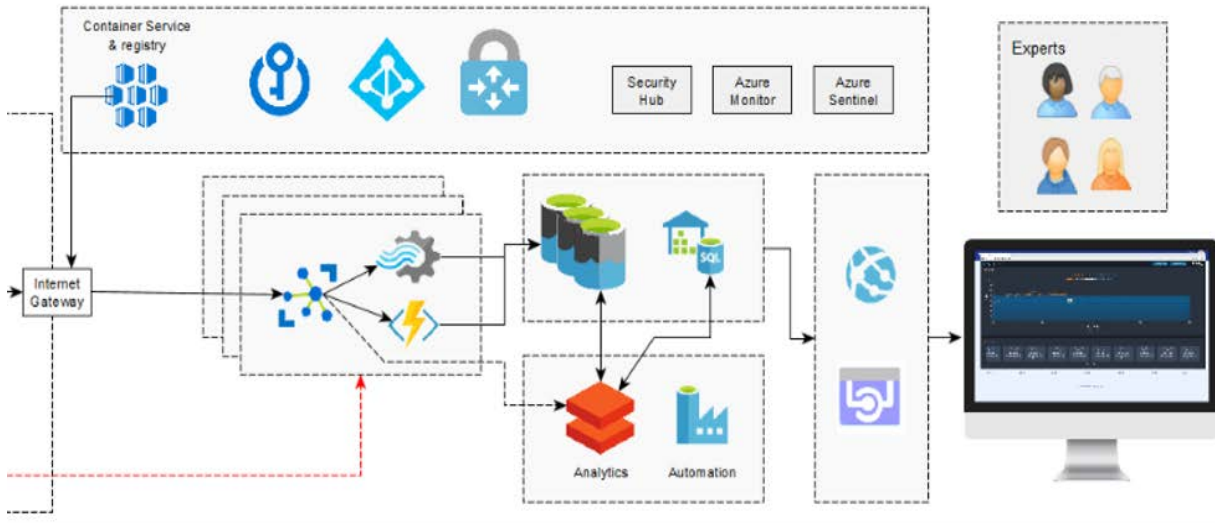 Container Service
& registry
Security
Hub
Azure
Monitor
Azure
Sentinel
Experts
Internet
Gateway
SQL
Analytics
Automation